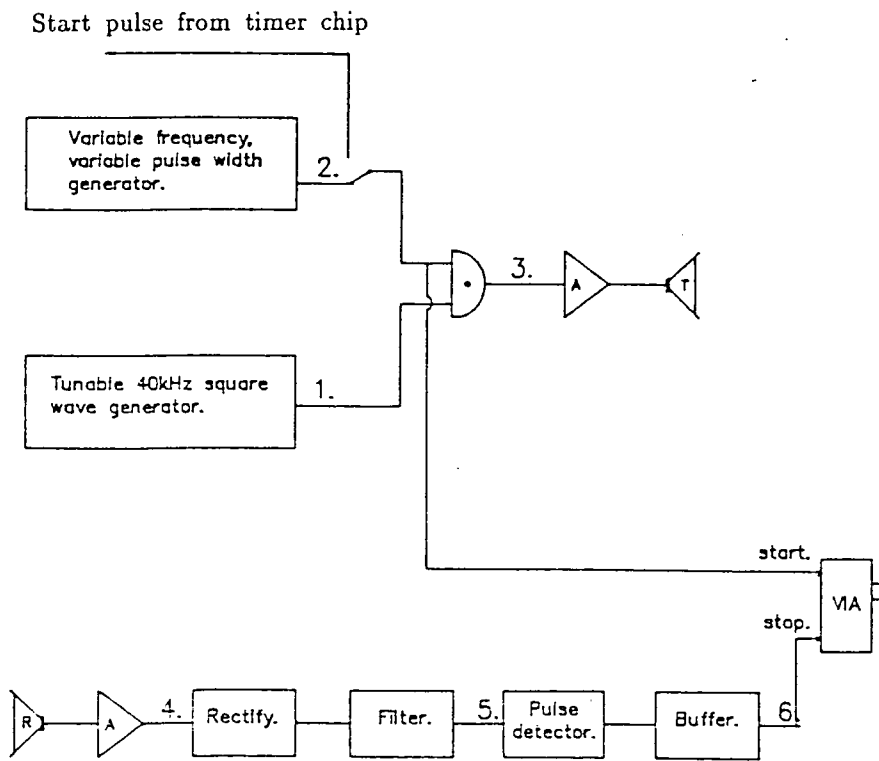 Start pulse from timer chip
Variable frequency,
variable pulse width
generator.
2.
3.
A
T
Tunable 40kHz square
wave generator.
1.
start.
VIA
stop.
R
A
4.
Rectify.
Filter.
5.
Pulse
detector.
Buffer.
6.